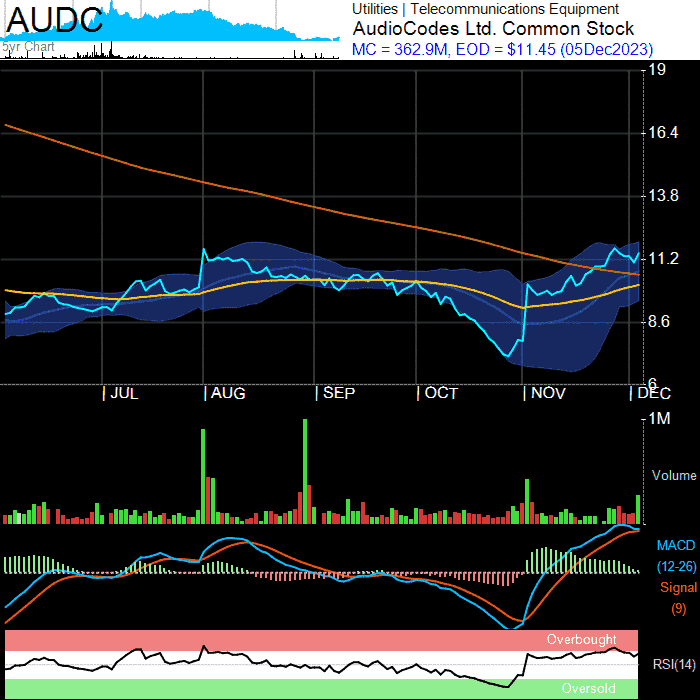 AUDC
5yr Chart
Utilities | Telecommunications Equipment
AudioCodes Ltd. Common Stock
MC = 362.9M, EOD = $11.45 (05Dec2023)
19
16.4
13.8
11.2
8.6
6
JUL
AUG
SEP
OCT
NOV
DEC
1M
Volume
MACD
(12-26)
Signal
(9)
Overbought
RSI(14)
Oversold